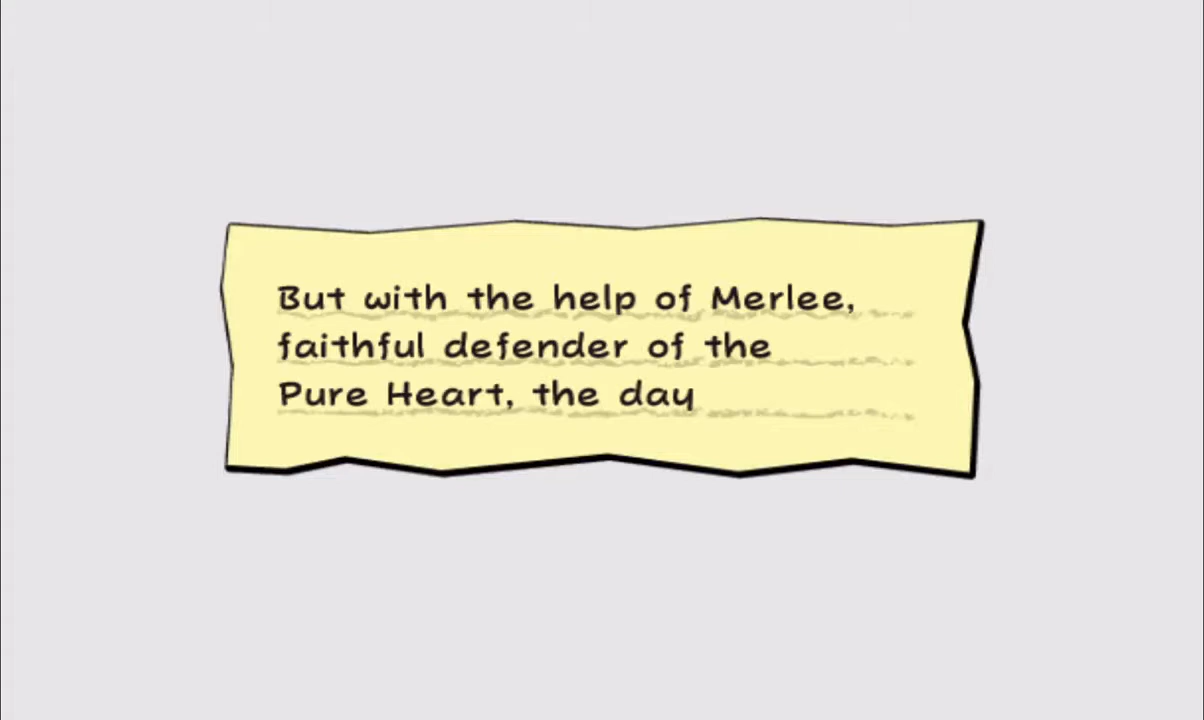 But with the help of Merlee,
faithful defender of the
Pure Heart, the day